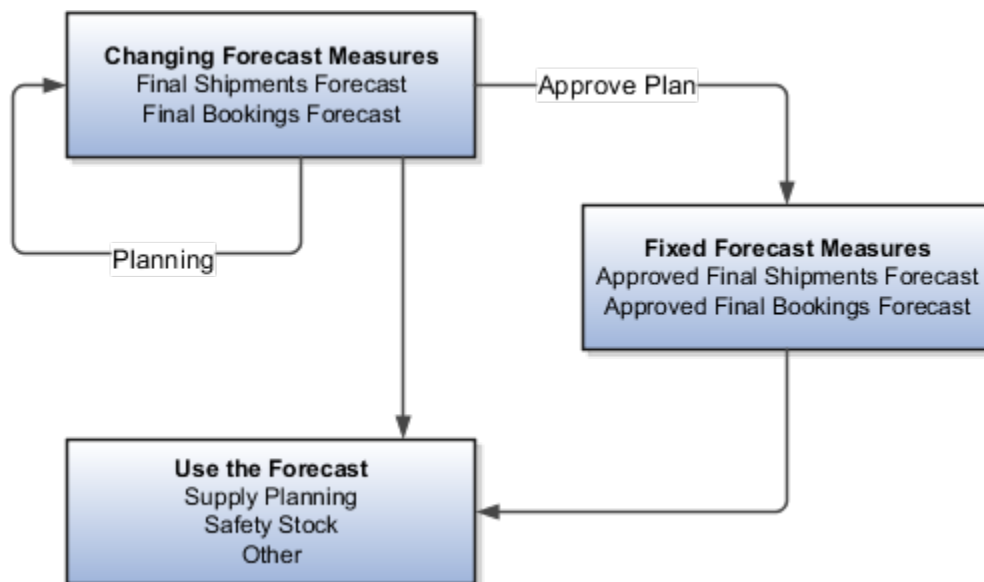 Changing Forecast Measures
Final Shipments Forecast
Final Bookings Forecast
Approve Plan
Planning
Fixed Forecast Measures
Approved Final Shipments Forecast
Approved Final Bookings Forecast
Use the Forecast
Supply Planning
Safety Stock
Other